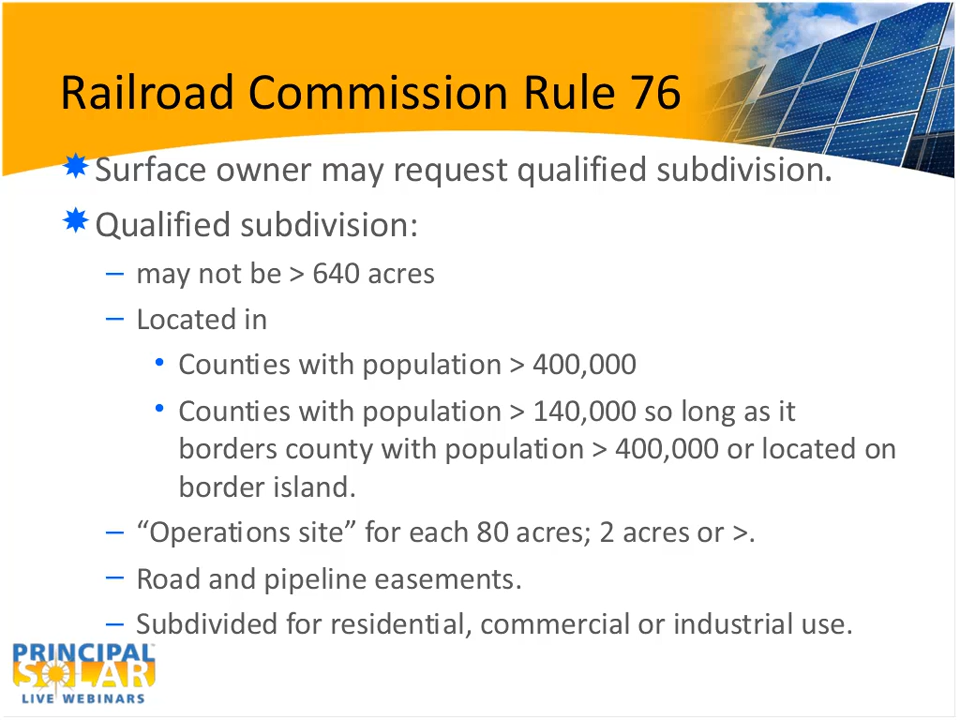 Railroad Commission Rule 76
Surface owner may request qualified subdivision.
Qualified subdivision:
– may not be > 640 acres
– Located in
• Counties with population > 400,000
• Counties with population > 140,000 so long as it
borders county with population > 400,000 or located on
border island.
– “Operations site” for each 80 acres; 2 acres or >.
– Road and pipeline easements.
– Subdivided for residential, commercial or industrial use.
PRINCIPAL
SOLAR
LIVE WEBINARS